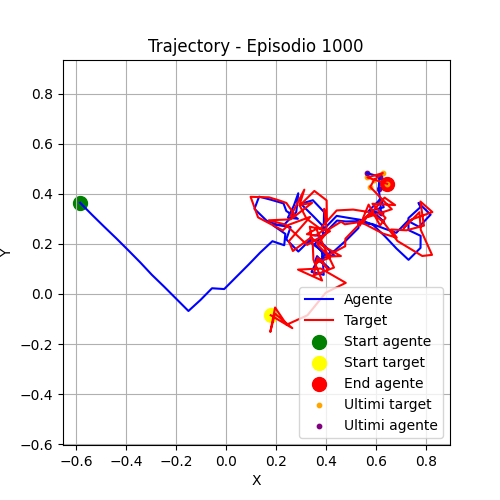 Trajectory - Episodio 1000
Y
0.8
0.6
0.4
0.2
0.0
−0.2
−0.4
−0.6
−0.6
−0.4
−0.2
0.0
0.2
0.4
0.6
0.8
X
Agente
Target
Start agente
Start target
End agente
Ultimi target
Ultimi agente